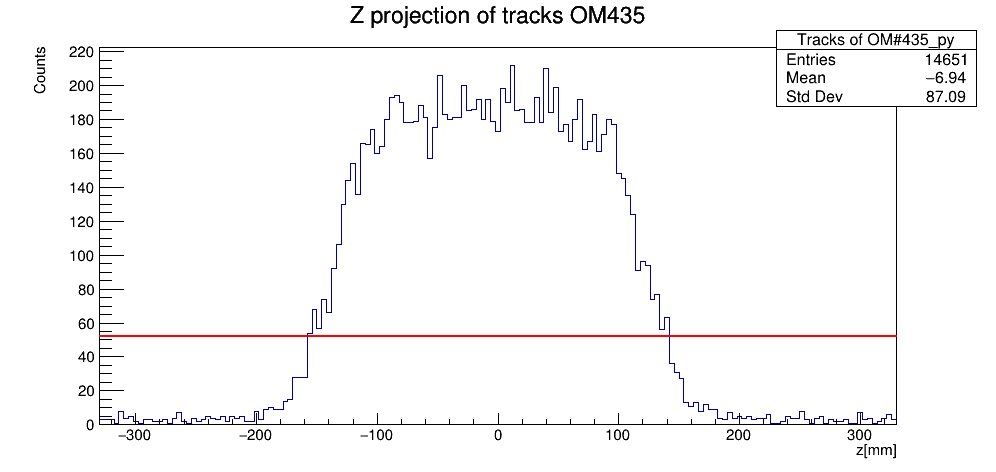 Z projection of tracks OM435
Tracks of OM#435_py
Entries 14651
Mean −6.94
Std Dev 87.09
Counts
220
200
180
160
140
120
100
80
60
40
20
0
−300 −200 −100 0 100 200 300
z[mm]